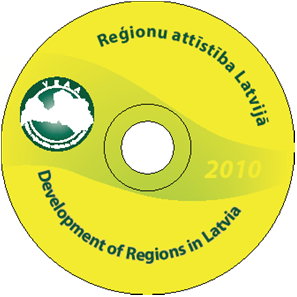 Reģionu attīstība Latvijā
VRAA
2010
Development of Regions in Latvia